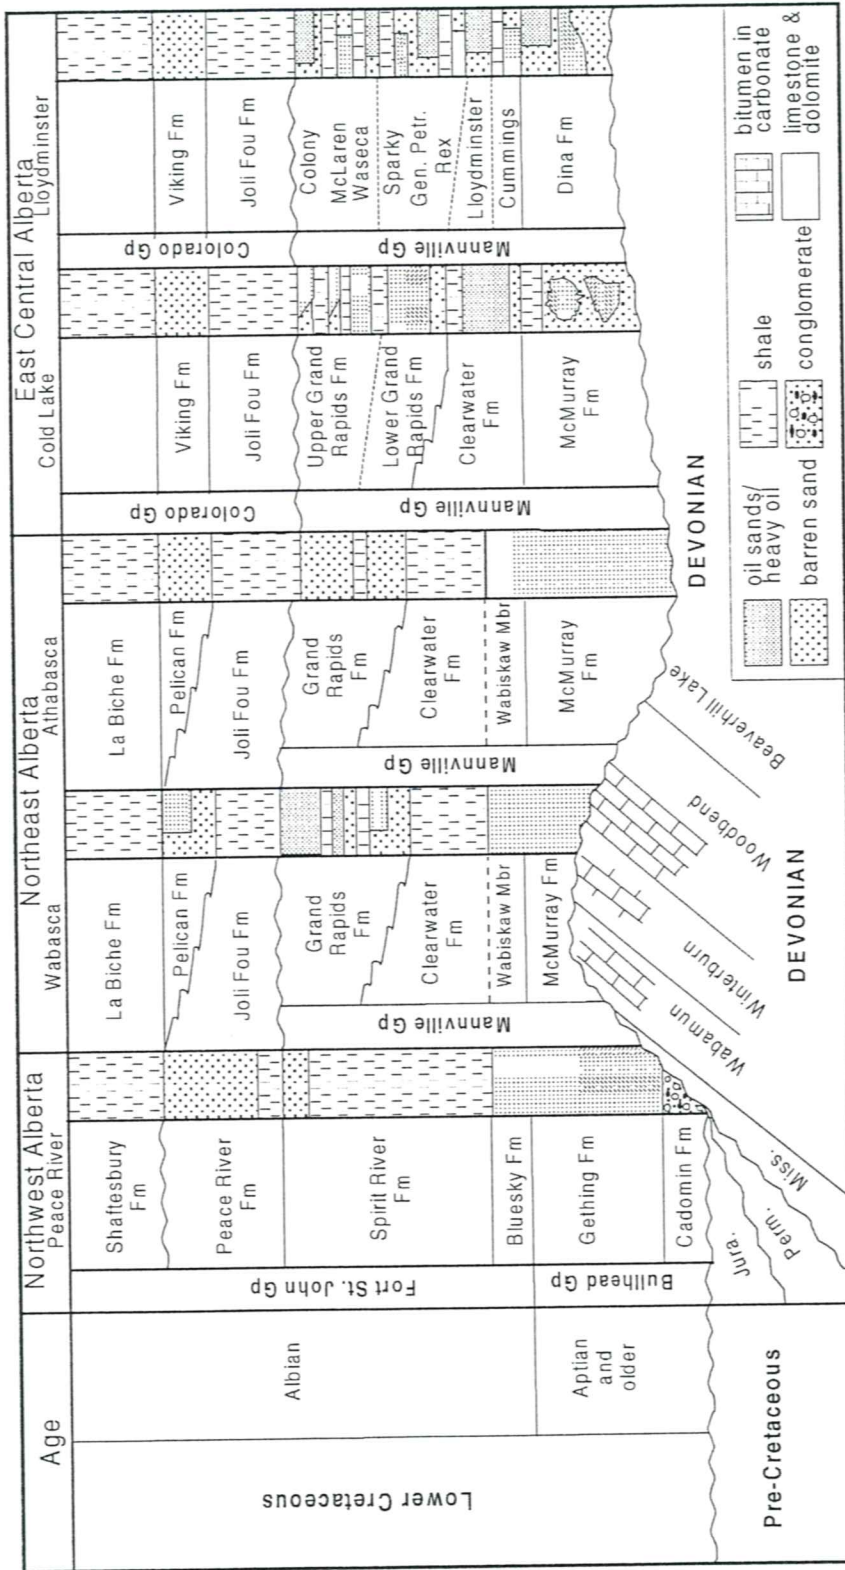 Age
Northwest Alberta
Peace River
Northeast Alberta
Wabasca
Athabasca
East Central Alberta
Cold Lake
Lloydminster
Lower Cretaceous
Albian
Aptian
and
older
Pre-Cretaceous
Fort St. John Gp
Bullhead Gp
Shaftesbury
Fm
Peace River
Fm
Spirit River
Fm
Bluesky Fm
Gething Fm
Cadomin Fm
Jura.
Perm.
Miss.
Mannville Gp
La Biche Fm
Pelican Fm
Joli Fou Fm
Grand
Rapids
Fm
Clearwater
Fm
Wabiskaw Mbr
McMurray Fm
Wabamun
Winterburn
Woodbend
Beaverhill Lake
DEVONIAN
Mannville Gp
La Biche Fm
Pelican Fm
Joli Fou Fm
Grand
Rapids
Fm
Clearwater
Fm
Wabiskaw Mbr
McMurray
Fm
DEVONIAN
Colorado Gp
Mannville Gp
Viking Fm
Joli Fou Fm
Upper Grand
Rapids Fm
Lower Grand
Rapids Fm
Clearwater
Fm
McMurray
Fm
Colorado Gp
Mannville Gp
Viking Fm
Joli Fou Fm
Colony
McLaren
Waseca
Sparky
Gen. Petr.
Rex
Lloydminster
Cummings
Dina Fm
oil sands/
heavy oil
shale
bitumen in
carbonate
barren sand
conglomerate
limestone &
dolomite